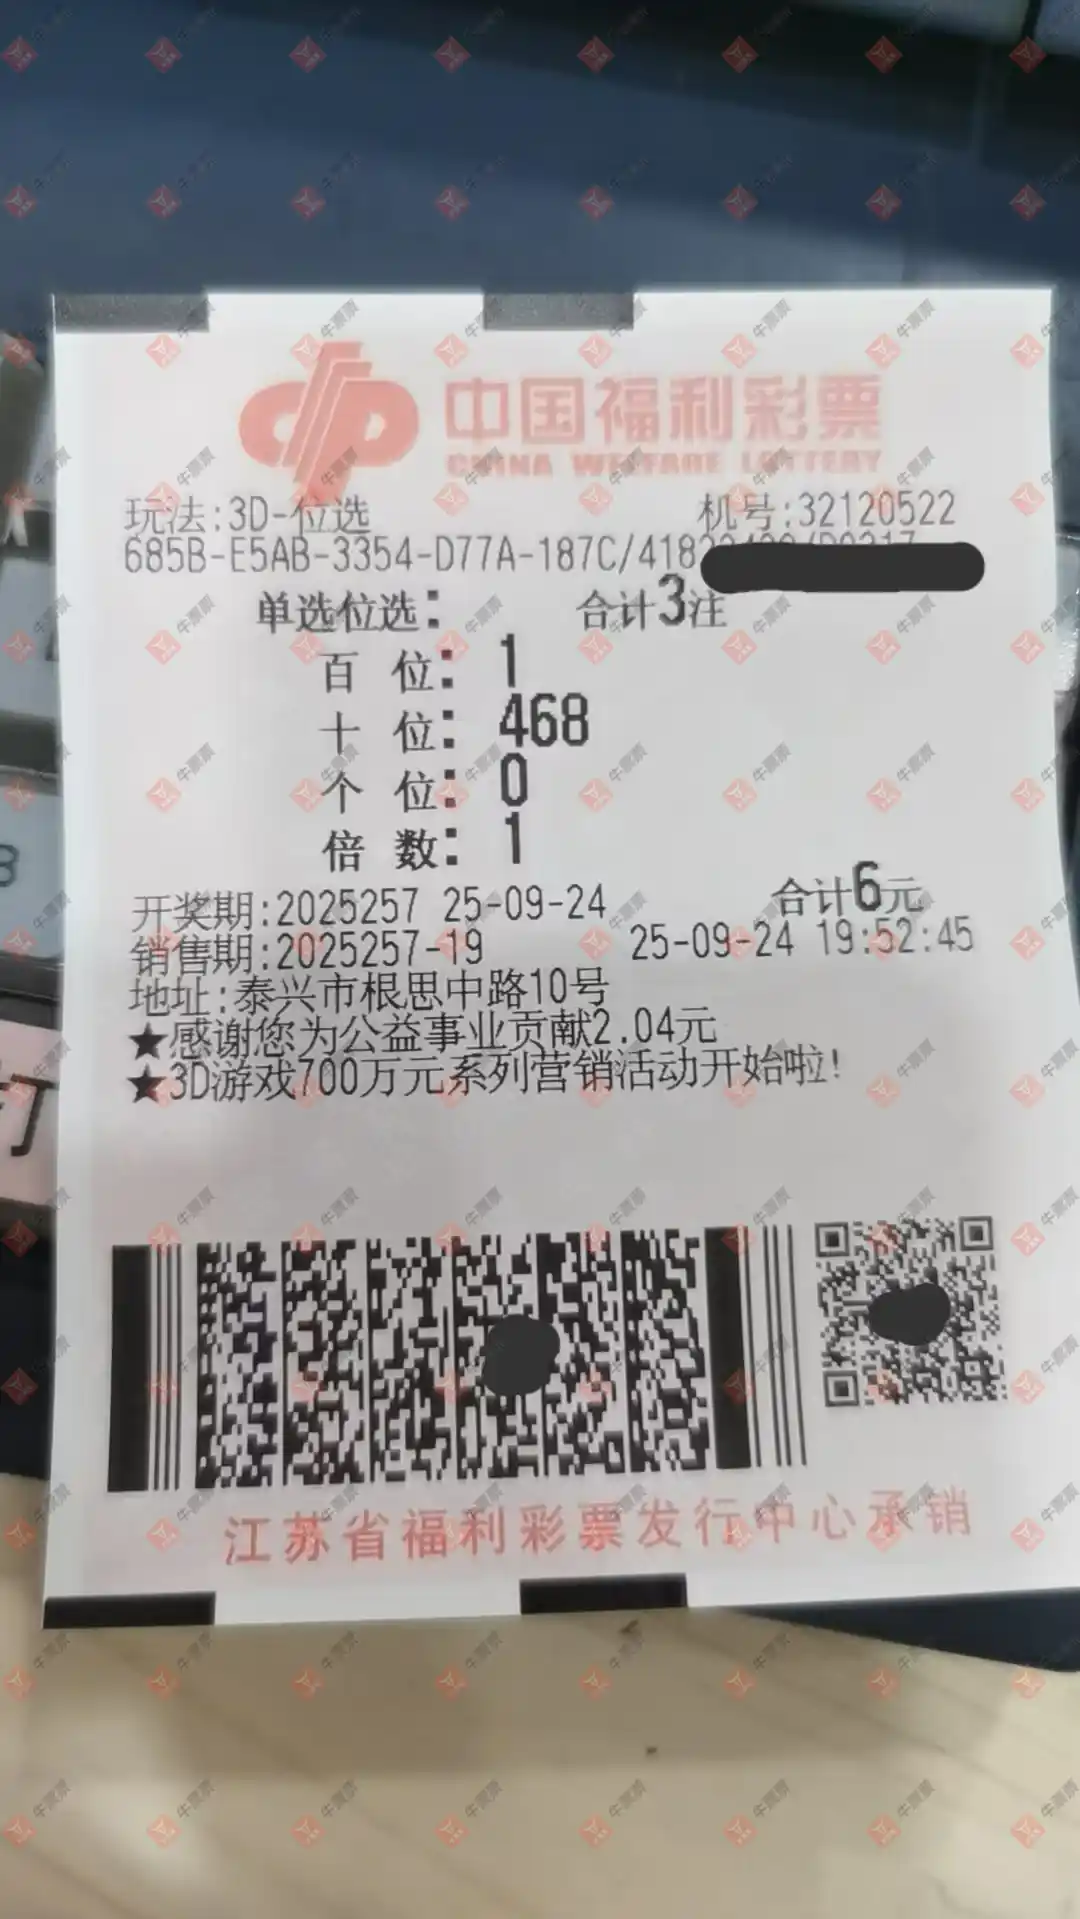 中国福利彩票
CHINA WELFARE LOTTERY
玩法:3D-位选 机号:32120522
685B-E5AB-3354-D77A-187C/418
单选位选: 合计3注
百 位: 1
十 位: 468
个 位: 0
倍 数: 1
合计6元
开奖期:2025257 25-09-24
销售期:2025257-19 25-09-24 19:52:45
地址:泰兴市根思中路10号
★感谢您为公益事业贡献2.04元
★3D游戏700万元系列营销活动开始啦!
江苏省福利彩票发行中心承销
牛票票